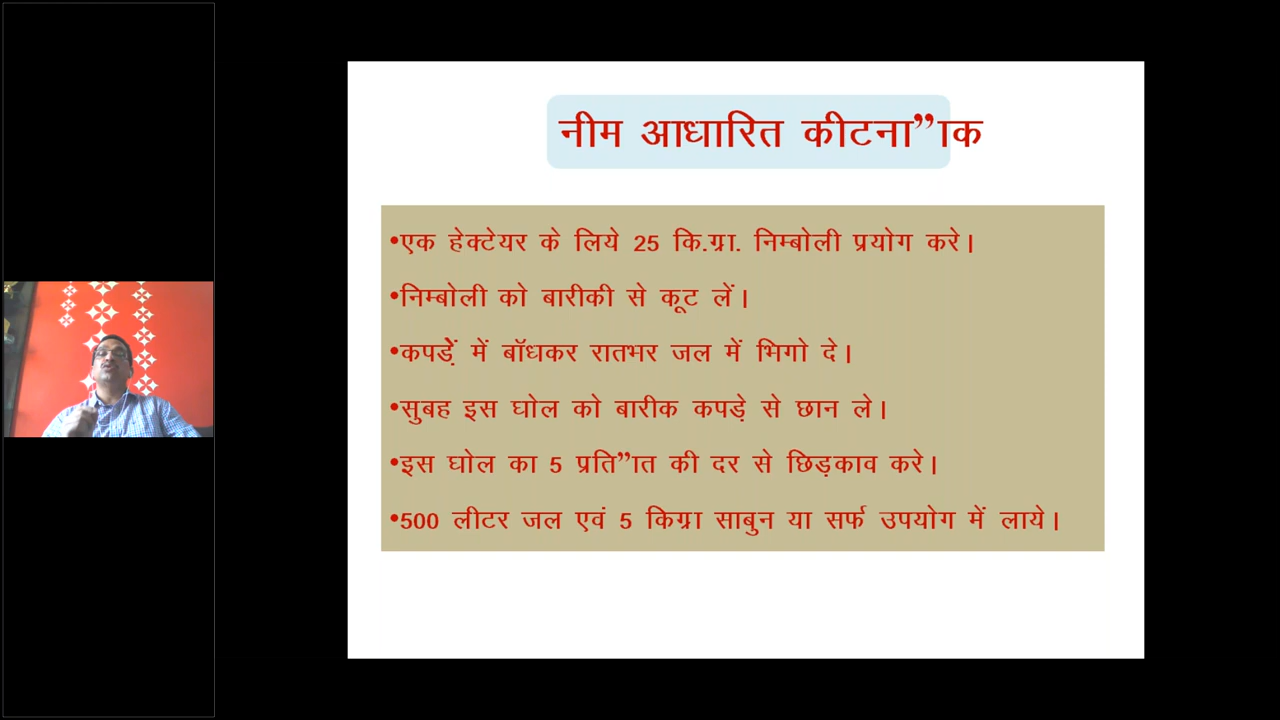 नीम आधारित कीटना”ाक
•एक हेक्टेयर के लिये 25 कि.ग्रा. निम्बोली प्रयोग करे।
•निम्बोली को बारीकी से कूट लें।
•कपडे़ें में बॉधकर रातभर जल में भिगो दे।
•सुबह इस घोल को बारीक कपड़े से छान ले।
•इस घोल का 5 प्रति”ात की दर से छिड़काव करे।
•500 लीटर जल एवं 5 किग्रा साबुन या सर्फ उपयोग में लाये।